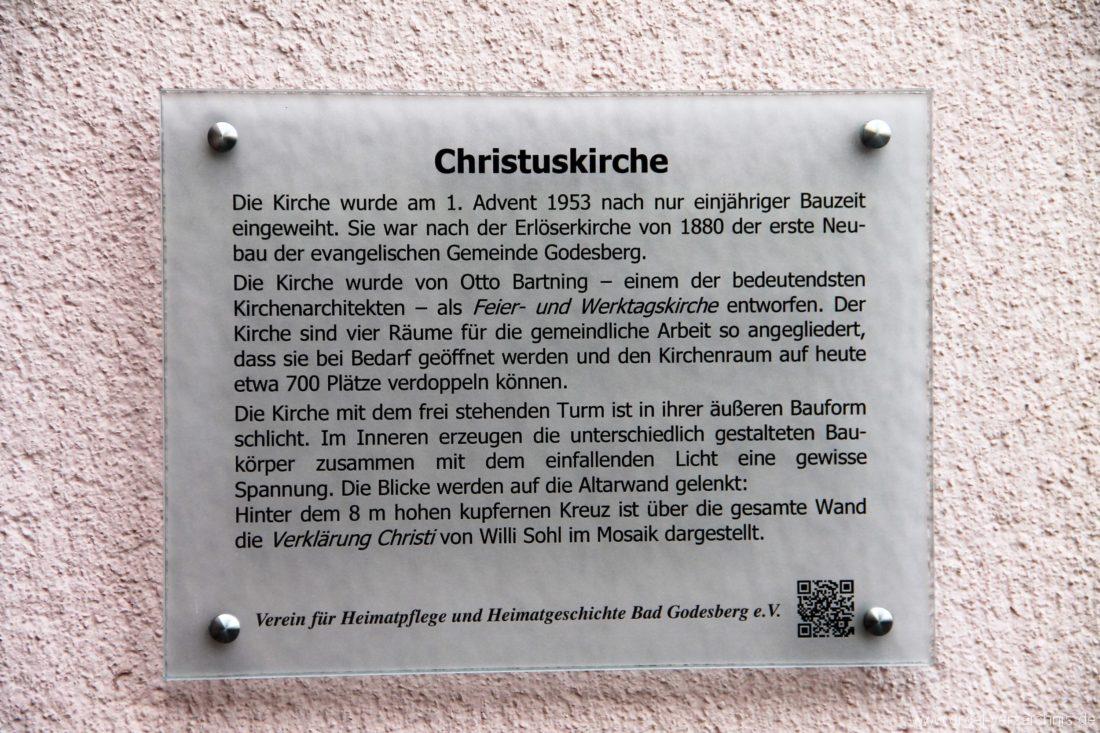 Christuskirche
Die Kirche wurde am 1. Advent 1953 nach nur einjähriger Bauzeit
eingeweiht. Sie war nach der Erlöserkirche von 1880 der erste Neu-
bau der evangelischen Gemeinde Godesberg.
Die Kirche wurde von Otto Bartning – einem der bedeutendsten
Kirchenarchitekten – als Feier- und Werktagskirche entworfen. Der
Kirche sind vier Räume für die gemeindliche Arbeit so angegliedert,
dass sie bei Bedarf geöffnet werden und den Kirchenraum auf heute
etwa 700 Plätze verdoppeln können.
Die Kirche mit dem frei stehenden Turm ist in ihrer äußeren Bauform
schlicht. Im Inneren erzeugen die unterschiedlich gestalteten Bau-
körper zusammen mit dem einfallenden Licht eine gewisse
Spannung. Die Blicke werden auf die Altarwand gelenkt:
Hinter dem 8 m hohen kupfernen Kreuz ist über die gesamte Wand
die Verklärung Christi von Willi Sohl im Mosaik dargestellt.
Verein für Heimatpflege und Heimatgeschichte Bad Godesberg e.V.